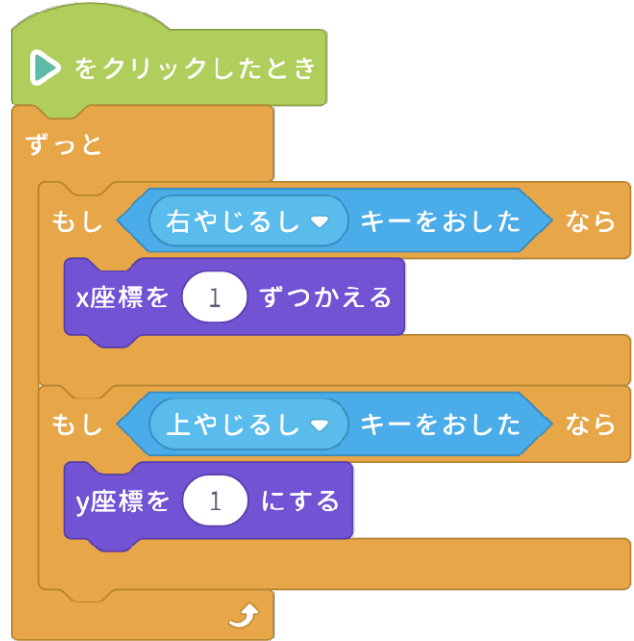 をクリックしたとき
ずっと
もし 右やじるし キーをおした なら
x座標を 1 ずつかえる
もし 上やじるし キーをおした なら
y座標を 1 にする